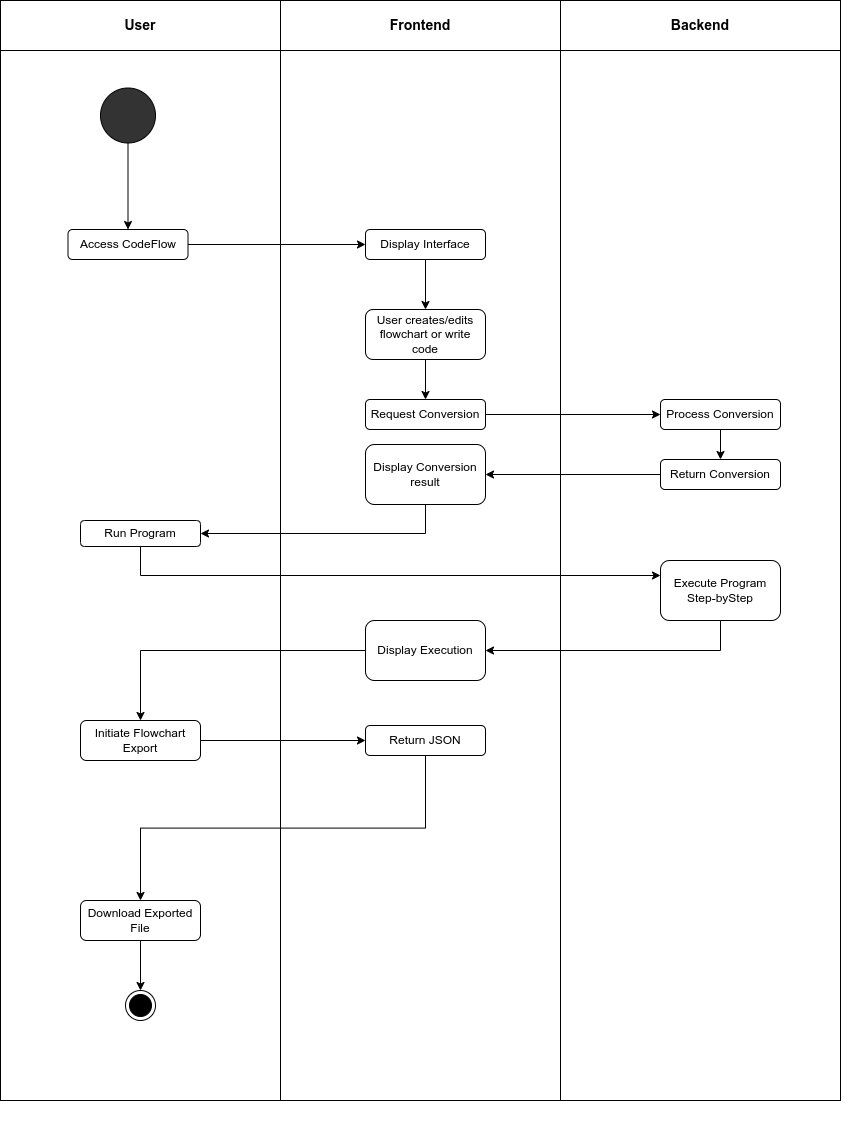 User
Frontend
Backend
Access CodeFlow
Display Interface
User creates/edits
flowchart or write
code
Request Conversion
Process Conversion
Display Conversion
result
Return Conversion
Run Program
Execute Program
Step-byStep
Display Execution
Initiate Flowchart
Export
Return JSON
Download Exported
File